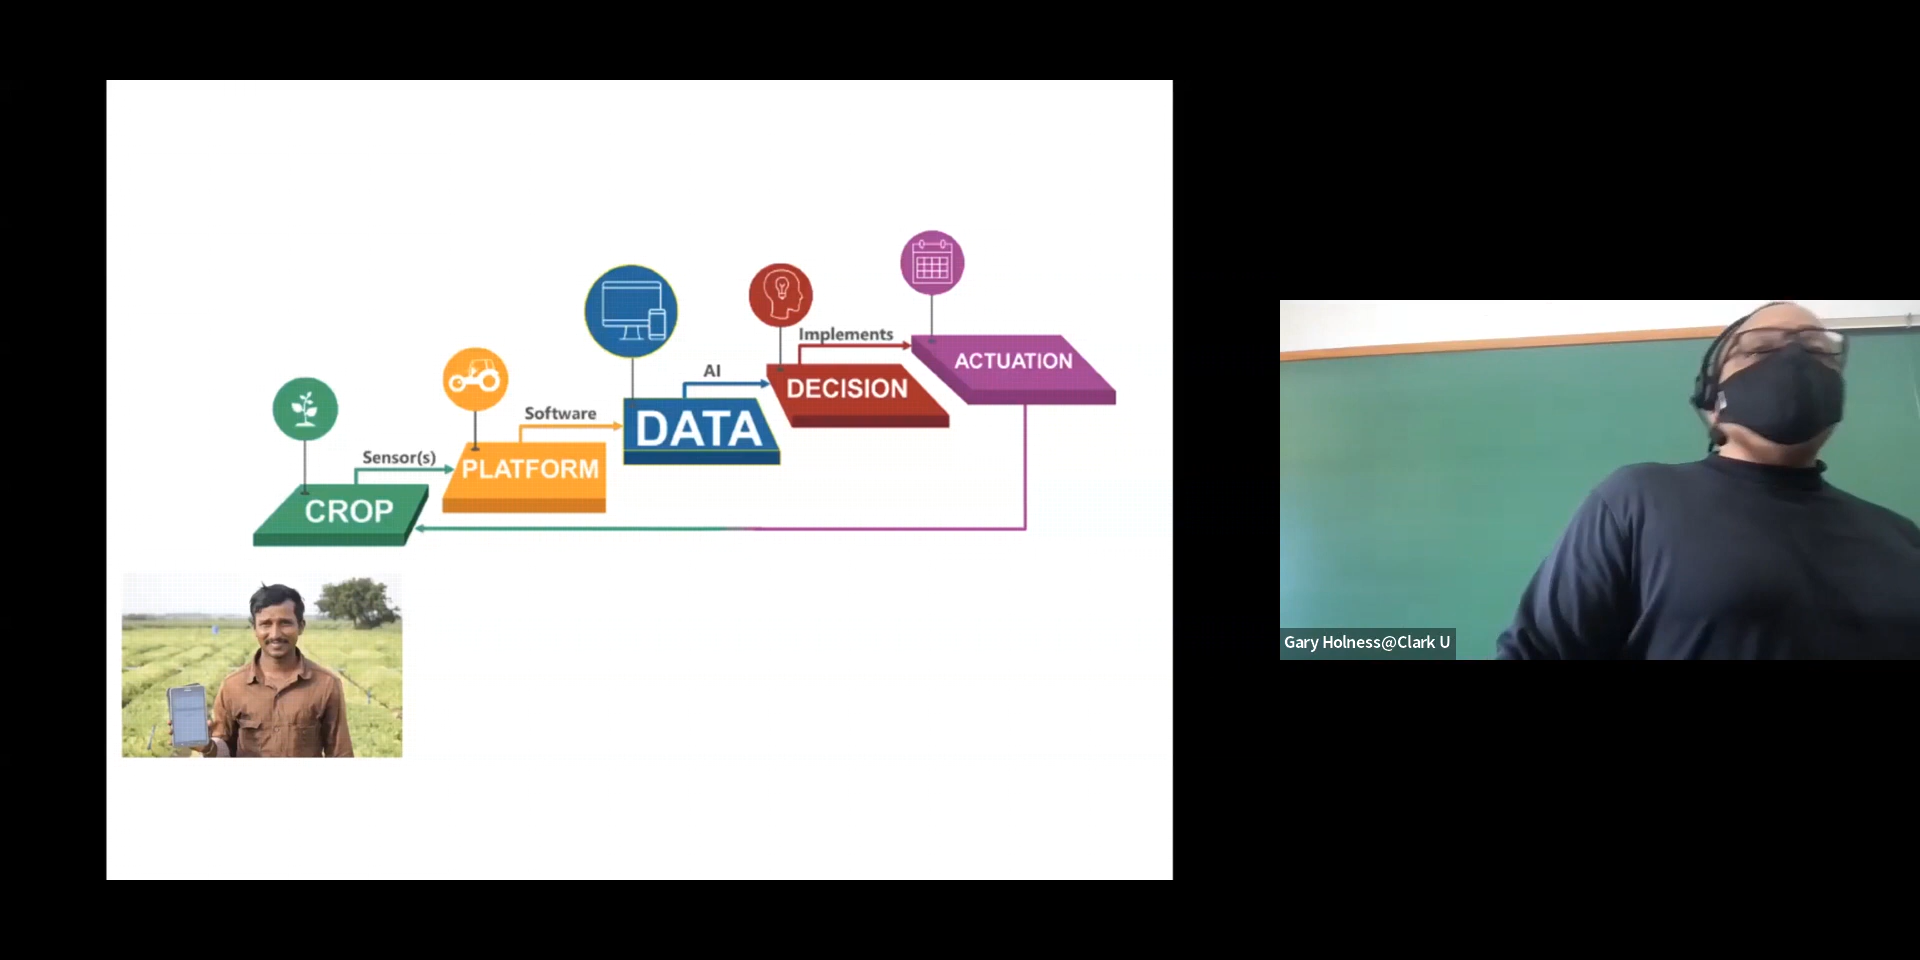 Implements
ACTUATION
AI
DECISION
Software
DATA
Sensor(s)
PLATFORM
CROP
Gary Holness@Clark U